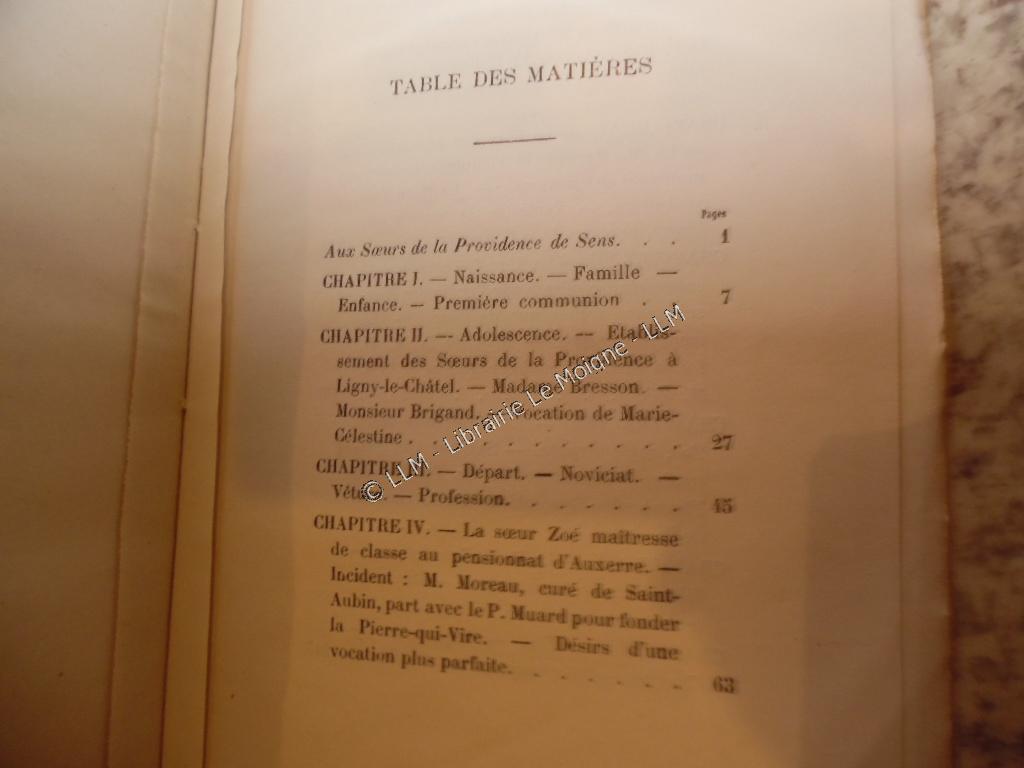 TABLE DES MATIÈRES
Pages
Aux Sœurs de la Providence de Sens. . . 1
CHAPITRE I. — Naissance. — Famille —
Enfance. — Première communion . . 7
CHAPITRE II. — Adolescence. — Etablis-
sement des Sœurs de la Providence à
Ligny-le-Châtel. — Madame Bresson. —
Monsieur Brigand. — Vocation de Marie-
Célestine . . . . . . . . . . 27
CHAPITRE III. — Départ. — Noviciat. —
— Profession. . . . . . . 45
CHAPITRE IV. — La sœur Zoé maîtresse
de classe au pensionnat d'Auxerre. —
Incident : M. Moreau, curé de Saint-
Aubin, part avec le P. Muard pour fonder
la Pierre-qui-Vire. — Désirs d'une
vocation plus parfaite. . . . . . . 63
© LLM - Librairie Le Moigne - LLM